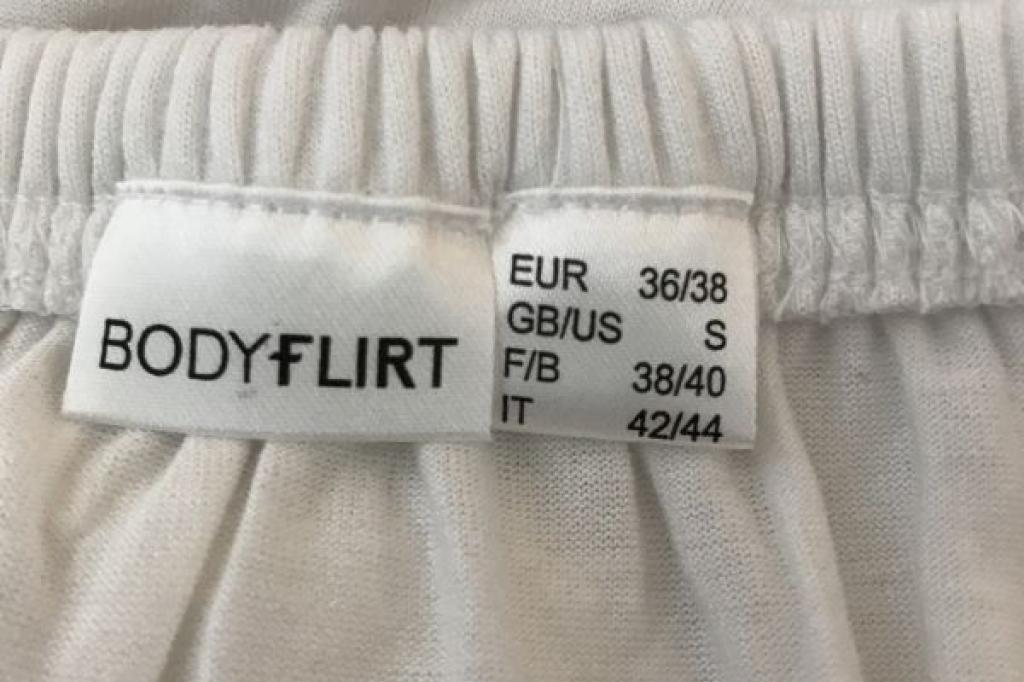 BODYFLIRT
EUR 36/38
GB/US S
F/B 38/40
IT 42/44